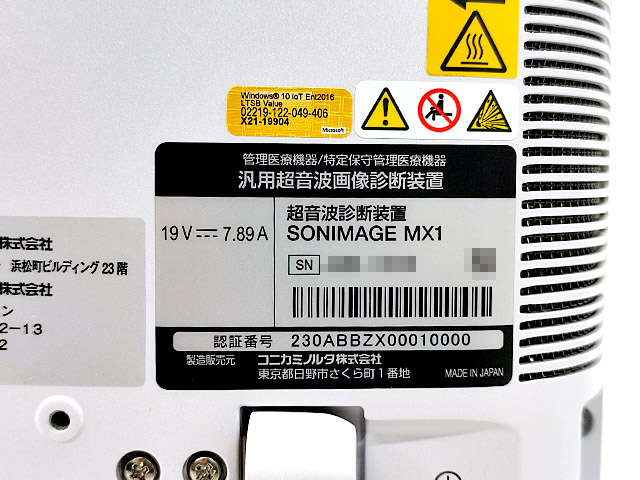 Windows® 10 IoT Ent2016
LTSB Value
02219-122-049-406
X21-19904
Microsoft
管理医療機器/特定保守管理医療機器
汎用超音波画像診断装置
19V 7.89A
超音波診断装置
SONIMAGE MX1
SN
認証番号 230ABBZX00010000
製造販売元 コニカミノルタ株式会社
東京都日野市さくら町1番地
MADE IN JAPAN
株式会社
浜松町ビルディング23階
株式会社
ン
2-13
2